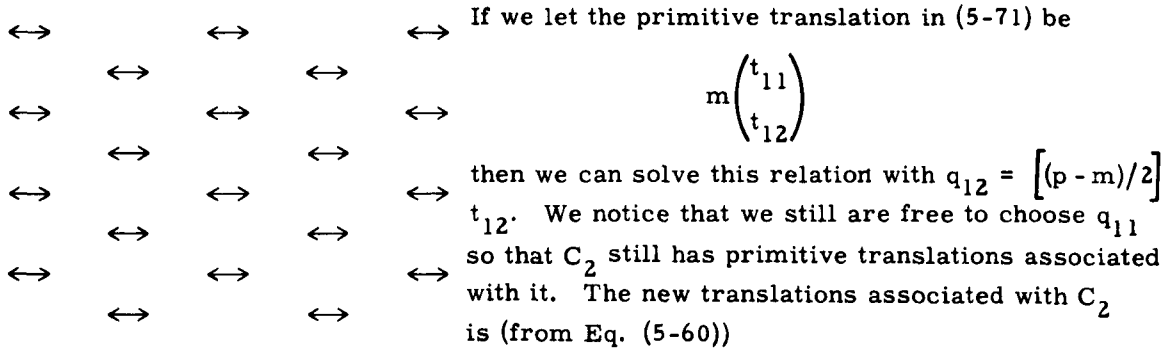 If we let the primitive translation in (5-71) be
m(t11
t12)
then we can solve this relation with q12 = [(p - m)/2]
t12. We notice that we still are free to choose q11
so that C2 still has primitive translations associated
with it. The new translations associated with C2
is (from Eq. (5-60))